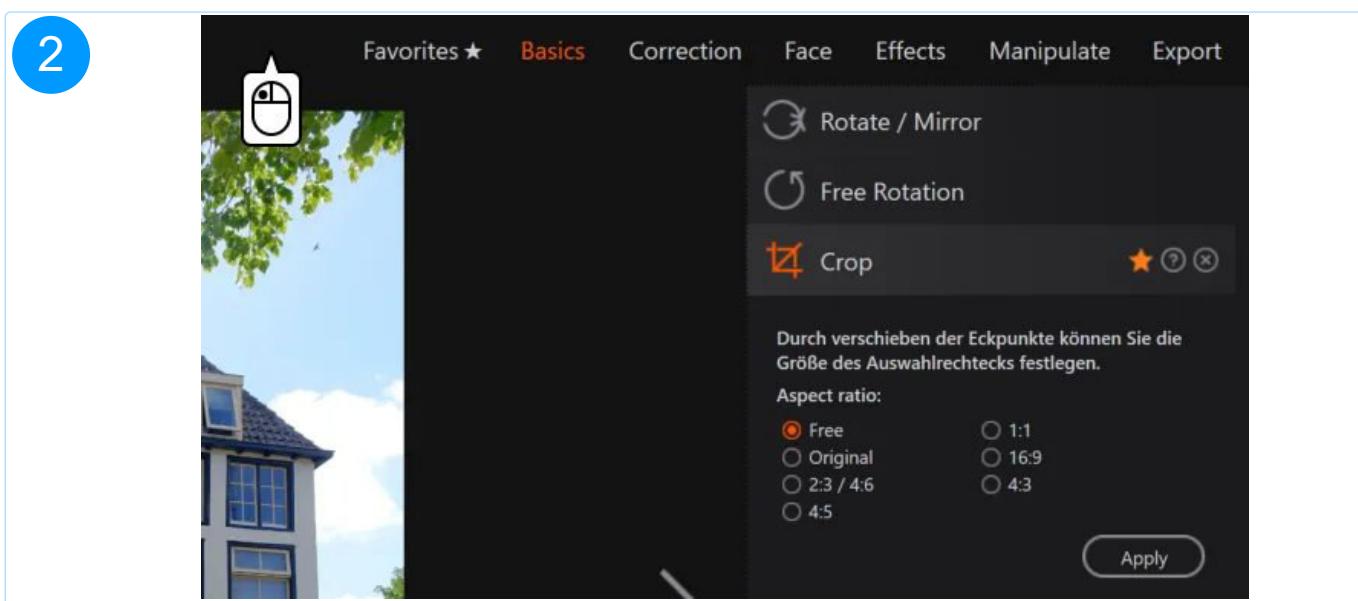 2
Favorites ★ Basics Correction Face Effects Manipulate Export
Rotate / Mirror
Free Rotation
Crop
Durch verschieben der Eckpunkte können Sie die
Größe des Auswahlrechtecks festlegen.
Aspect ratio:
Free 1:1
Original 16:9
2:3 / 4:6 4:3
4:5
Apply